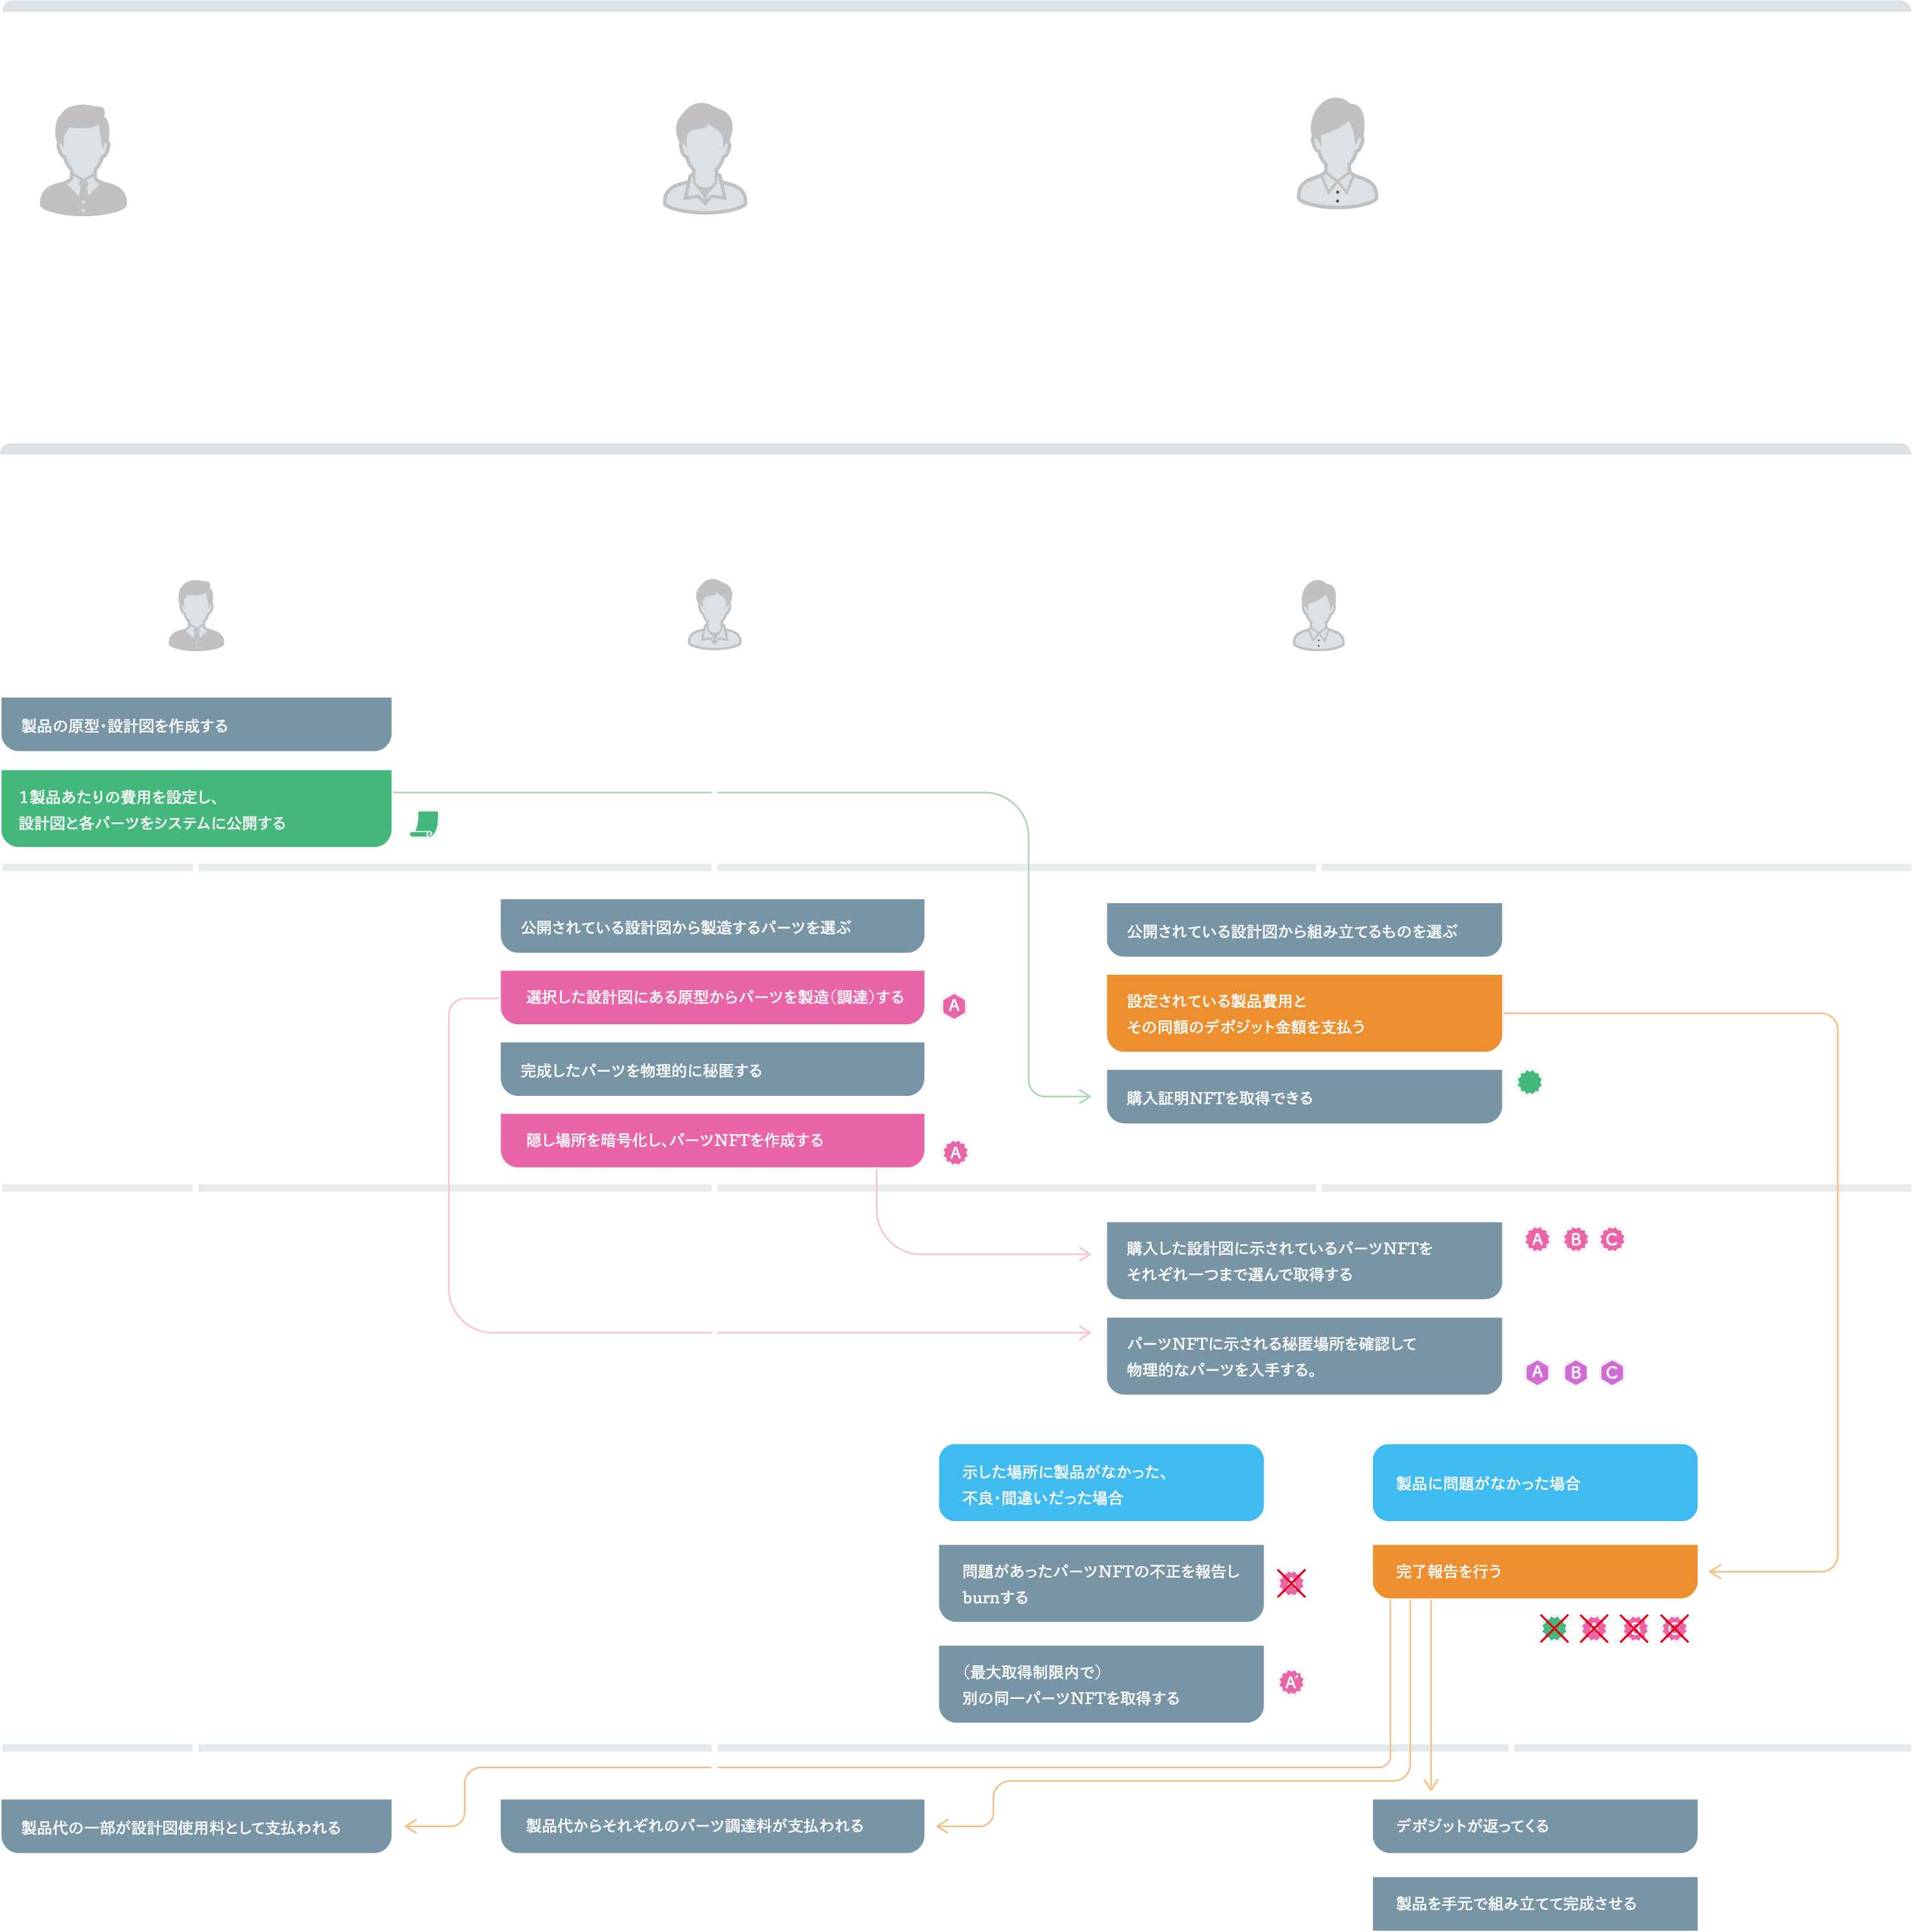 製品の原型・設計図を作成する
1製品あたりの費用を設定し、
設計図と各パーツをシステムに公開する
公開されている設計図から製造するパーツを選ぶ
選択した設計図にある原型からパーツを製造（調達）する
A
完成したパーツを物理的に秘匿する
隠し場所を暗号化し、パーツNFTを作成する
A
公開されている設計図から組み立てるものを選ぶ
設定されている製品費用と
その同額のデポジット金額を支払う
購入証明NFTを取得できる
購入した設計図に示されているパーツNFTを
それぞれ一つまで選んで取得する
A B C
パーツNFTに示される秘匿場所を確認して
物理的なパーツを入手する。
A B C
示した場所に製品がなかった、
不良・間違いだった場合
問題があったパーツNFTの不正を報告し
burnする
（最大取得制限内で）
別の同一パーツNFTを取得する
A'
製品に問題がなかった場合
完了報告を行う
製品代の一部が設計図使用料として支払われる
製品代からそれぞれのパーツ調達料が支払われる
デポジットが返ってくる
製品を手元で組み立てて完成させる